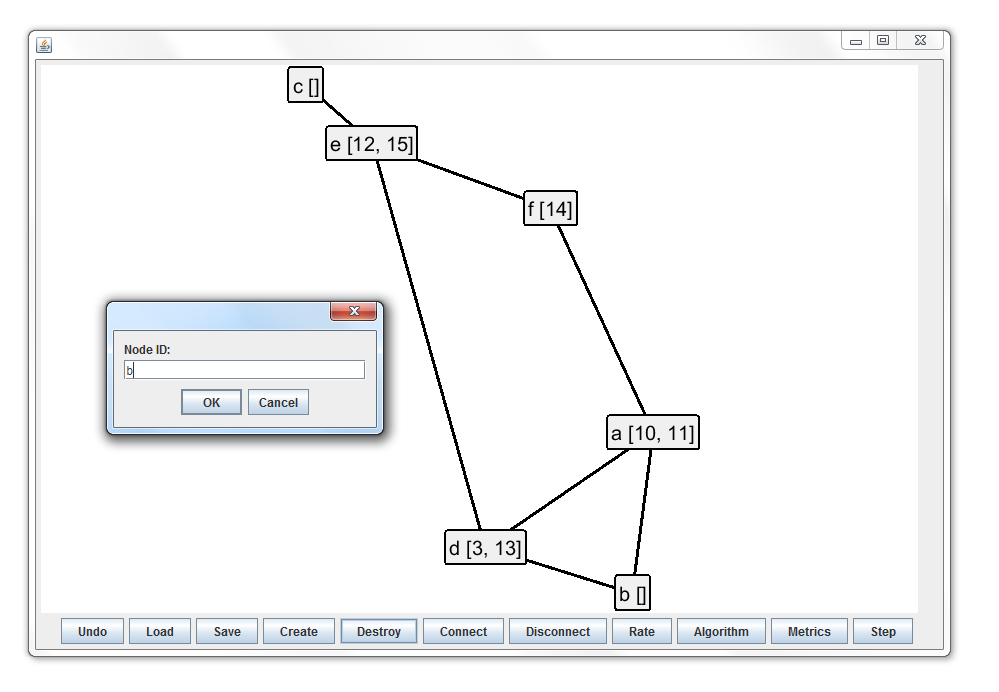 c []
e [12, 15]
f [14]
Node ID:
b
OK Cancel
a [10, 11]
d [3, 13]
b []
Undo Load Save Create Destroy Connect Disconnect Rate Algorithm Metrics Step